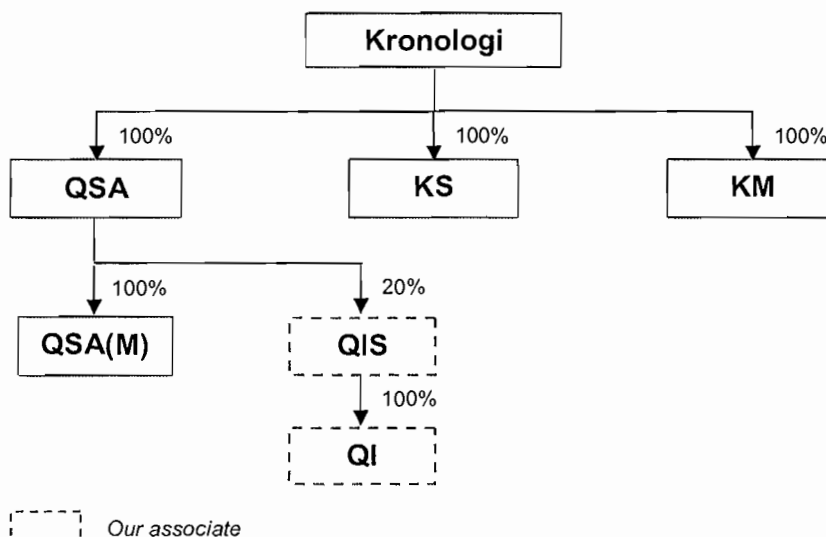 Kronologi
100%
100%
100%
QSA
KS
KM
100%
20%
QSA(M)
QIS
100%
QI
Our associate